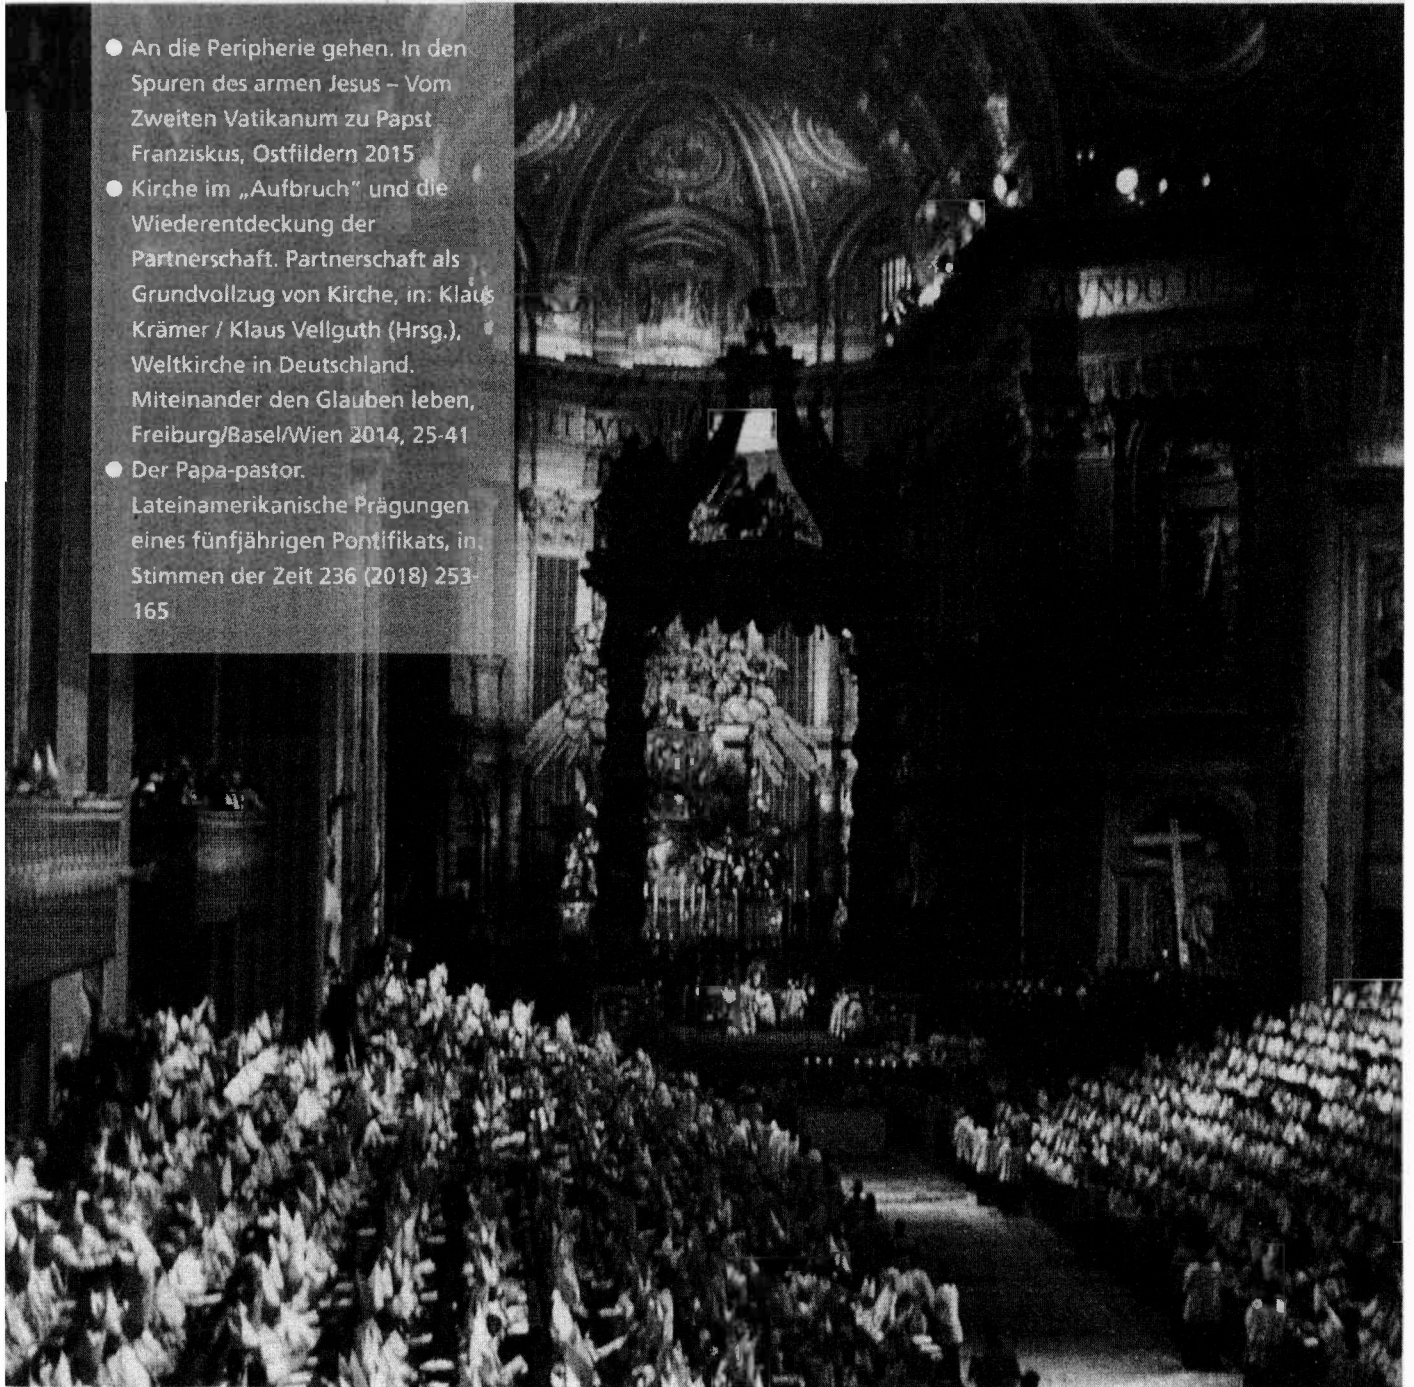 ● An die Peripherie gehen. In den
Spuren des armen Jesus – Vom
Zweiten Vatikanum zu Papst
Franziskus, Ostfildern 2015
● Kirche im „Aufbruch“ und die
Wiederentdeckung der
Partnerschaft. Partnerschaft als
Grundvollzug von Kirche, in: Klaus
Krämer / Klaus Vellguth (Hrsg.),
Weltkirche in Deutschland.
Miteinander den Glauben leben,
Freiburg/Basel/Wien 2014, 25-41
● Der Papa-pastor.
Lateinamerikanische Prägungen
eines fünfjährigen Pontifikats, in:
Stimmen der Zeit 236 (2018) 253-
165
MVNDO